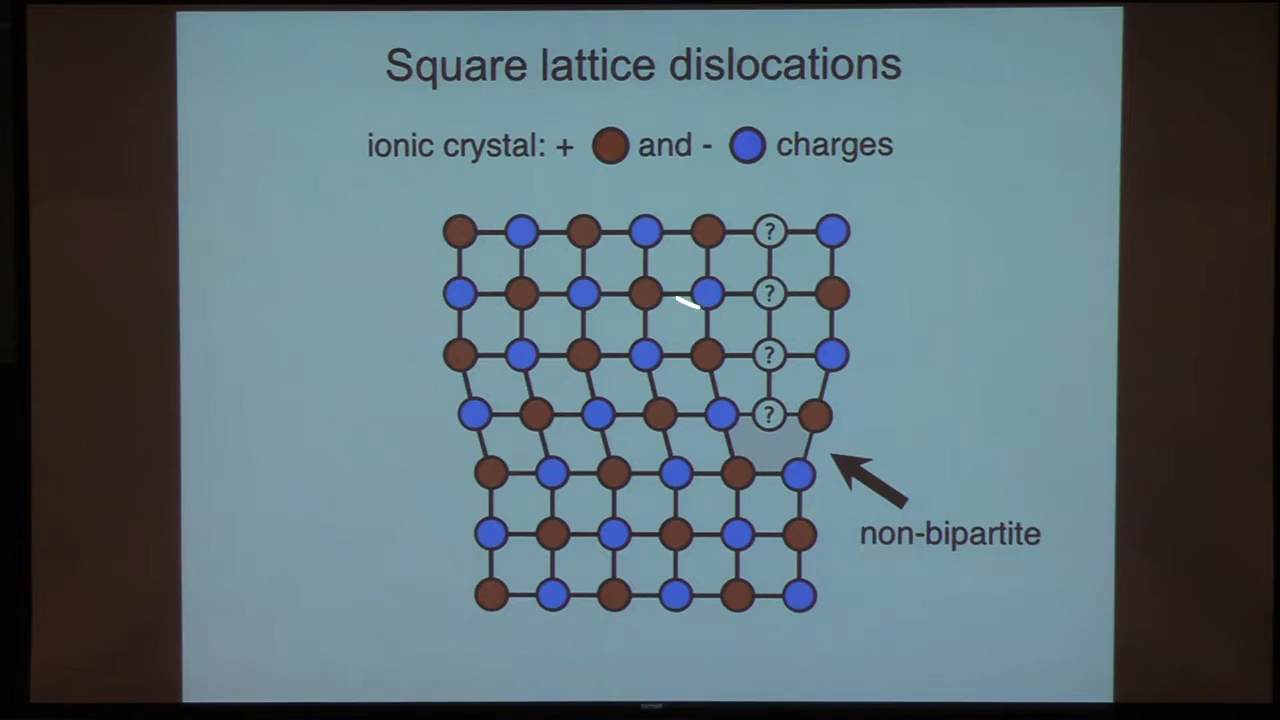 Square lattice dislocations
ionic crystal: + and - charges
?
?
?
?
non-bipartite